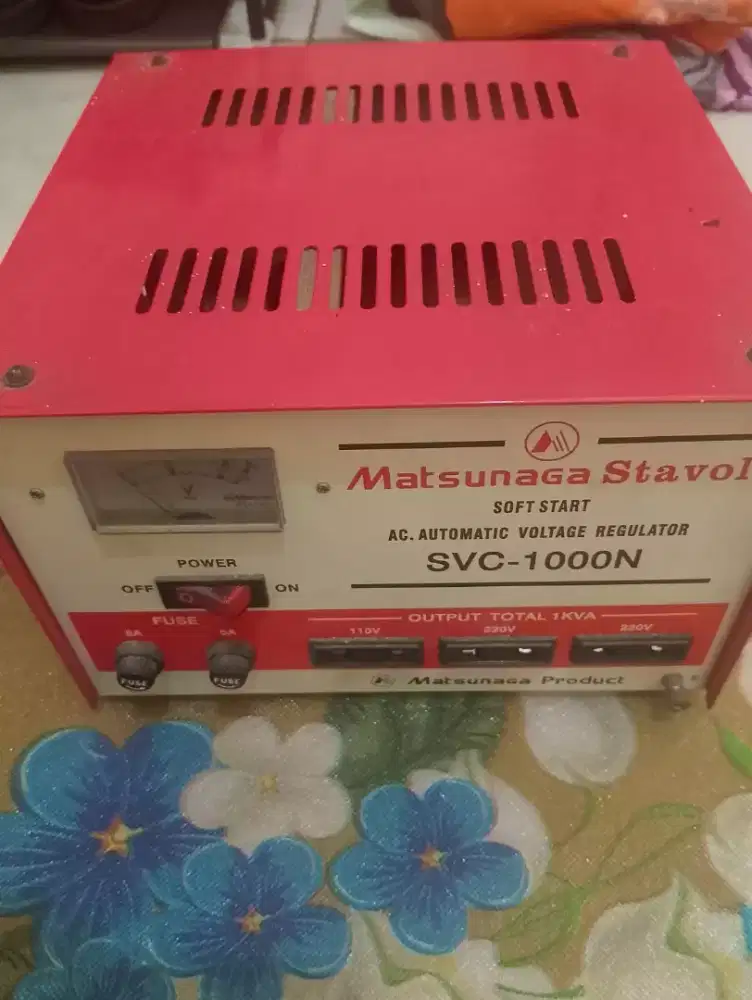 Matsunaga Stavol
SOFT START
AC. AUTOMATIC VOLTAGE REGULATOR
SVC-1000N
V
POWER
OFF
ON
FUSE
OUTPUT TOTAL 1KVA
110V
220V
220V
FUSE
FUSE
Matsunaga Product